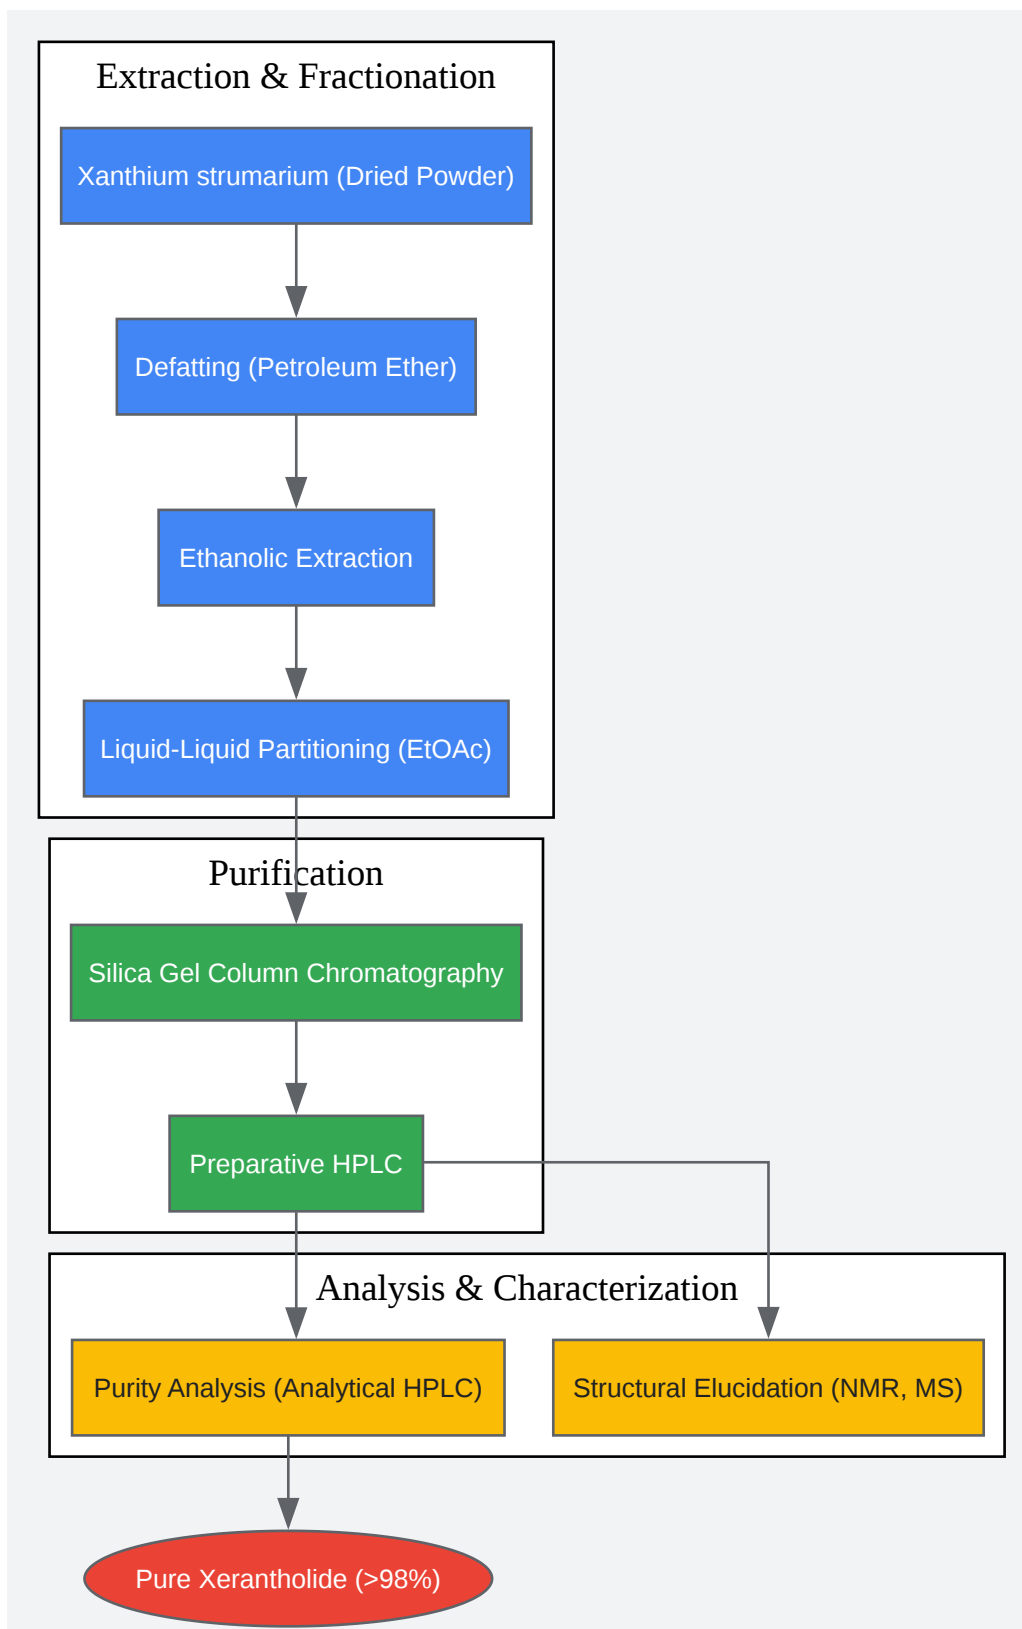 Extraction & Fractionation
Xanthium strumarium (Dried Powder)
Defatting (Petroleum Ether)
Ethanolic Extraction
Liquid-Liquid Partitioning (EtOAc)
Purification
Silica Gel Column Chromatography
Preparative HPLC
Analysis & Characterization
Purity Analysis (Analytical HPLC)
Structural Elucidation (NMR, MS)
Pure Xerantholide (>98%)